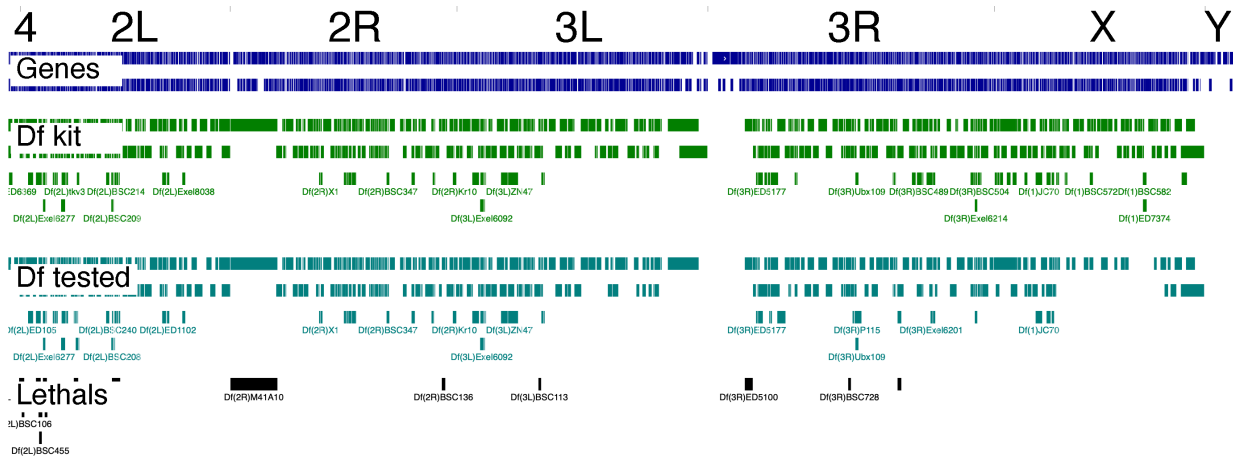 4 2L 2R 3L 3R X Y
Genes
Df kit
ED6369 Df(2L)tkv3 Df(2L)BSC214 Df(2L)Exel8038 Df(2R)X1 Df(2R)BSC347 Df(2R)Kr10 Df(3L)ZN47 Df(3R)ED5177 Df(3R)Ubx109 Df(3R)BSC489 Df(3R)BSC504 Df(1)JC70 Df(1)BSC572 Df(1)BSC582
Df(2L)Exel6277 Df(2L)BSC209 Df(3L)Exel6092 Df(3R)Exel6214 Df(1)ED7374
Df tested
Df(2L)ED105 Df(2L)BSC240 Df(2L)ED1102 Df(2R)X1 Df(2R)BSC347 Df(2R)Kr10 Df(3L)ZN47 Df(3R)ED5177 Df(3R)P115 Df(3R)Exel6201 Df(1)JC70
Df(2L)Exel6277 Df(2L)BSC208 Df(3L)Exel6092 Df(3R)Ubx109
Lethals
Df(2R)M41A10 Df(2R)BSC136 Df(3L)BSC113 Df(3R)ED5100 Df(3R)BSC728
2L)BSC106
Df(2L)BSC455